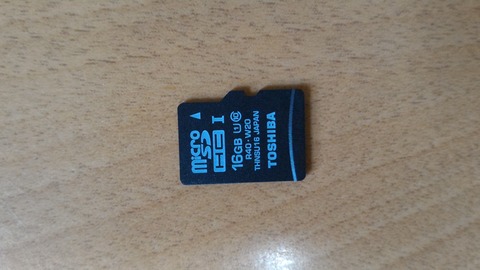 micro
SD
HC I
16GB U1 10
R40・W20
THNSU16 JAPAN
TOSHIBA